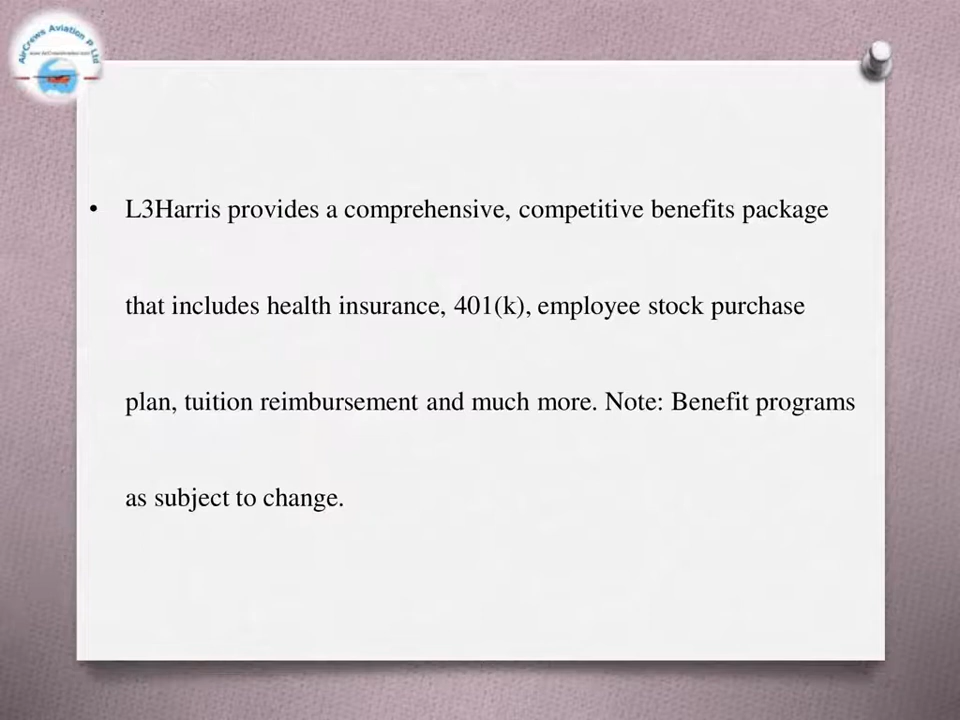 AirCrews Aviation P Ltd
• L3Harris provides a comprehensive, competitive benefits package
that includes health insurance, 401(k), employee stock purchase
plan, tuition reimbursement and much more. Note: Benefit programs
as subject to change.